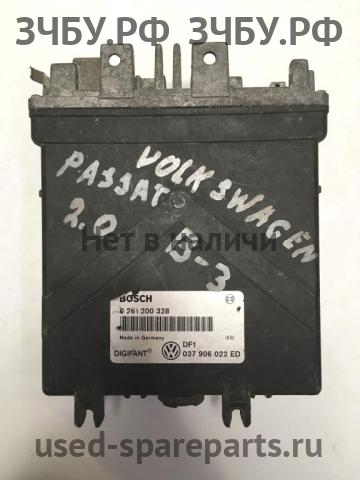 ЗЧБУ.РФ ЗЧБУ.РФ
VOLKSWAGEN
PASSAT
2.0
B-3
Нет в наличии
BOSCH
0 261 200 328
Made in Germany
DIGIFANT
DF1
037 906 022 ED
used-spareparts.ru